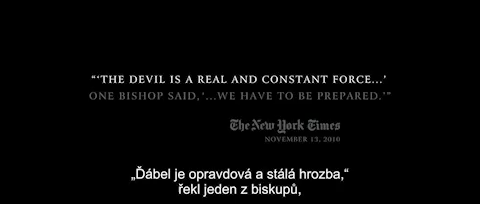 “‘THE DEVIL IS A REAL AND CONSTANT FORCE...’
ONE BISHOP SAID, ‘...WE HAVE TO BE PREPARED.’”
The New York Times
NOVEMBER 13, 2010
„Ďábel je opravdová a stálá hrozba,“
řekl jeden z biskupů,